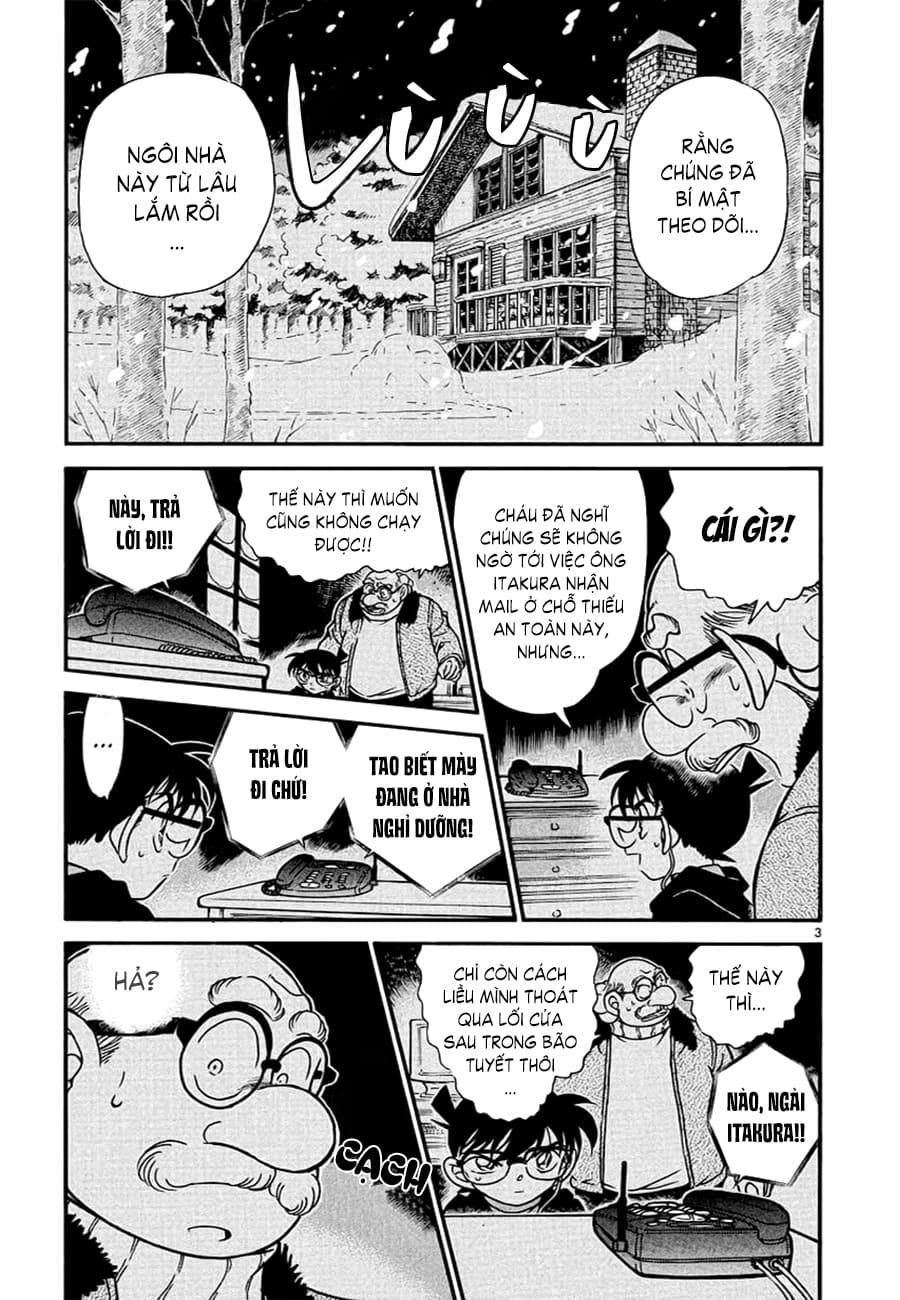 RẰNG
CHÚNG ĐÃ
BÍ MẬT
THEO DÕI...
Ù Ù Ù
NGÔI NHÀ
NÀY TỪ LÂU
LẮM RỒI
...
CÁI GÌ?!
CHÁU ĐÃ NGHĨ
CHÚNG SẼ KHÔNG
NGỜ TỚI VIỆC ÔNG
ITAKURA NHẬN
MAIL Ở CHỖ THIẾU
AN TOÀN NÀY,
NHƯNG...
THẾ NÀY THÌ MUỐN
CŨNG KHÔNG CHẠY
ĐƯỢC!!
NÀY, TRẢ
LỜI ĐI!!
TAO BIẾT MÀY
ĐANG Ở NHÀ
NGHỈ DƯỠNG!
TRẢ LỜI
ĐI CHỨ!
...
3
THẾ NÀY
THÌ...
CHỈ CÒN CÁCH
LIỀU MÌNH THOÁT
QUA LỐI CỬA
SAU TRONG BÃO
TUYẾT THÔI
...
NÀO, NGÀI
ITAKURA!!
HẢ?
CẠCH